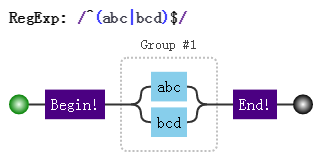 RegExp: /^(abc|bcd)$/
Group #1
abc
Begin!
End!
bcd